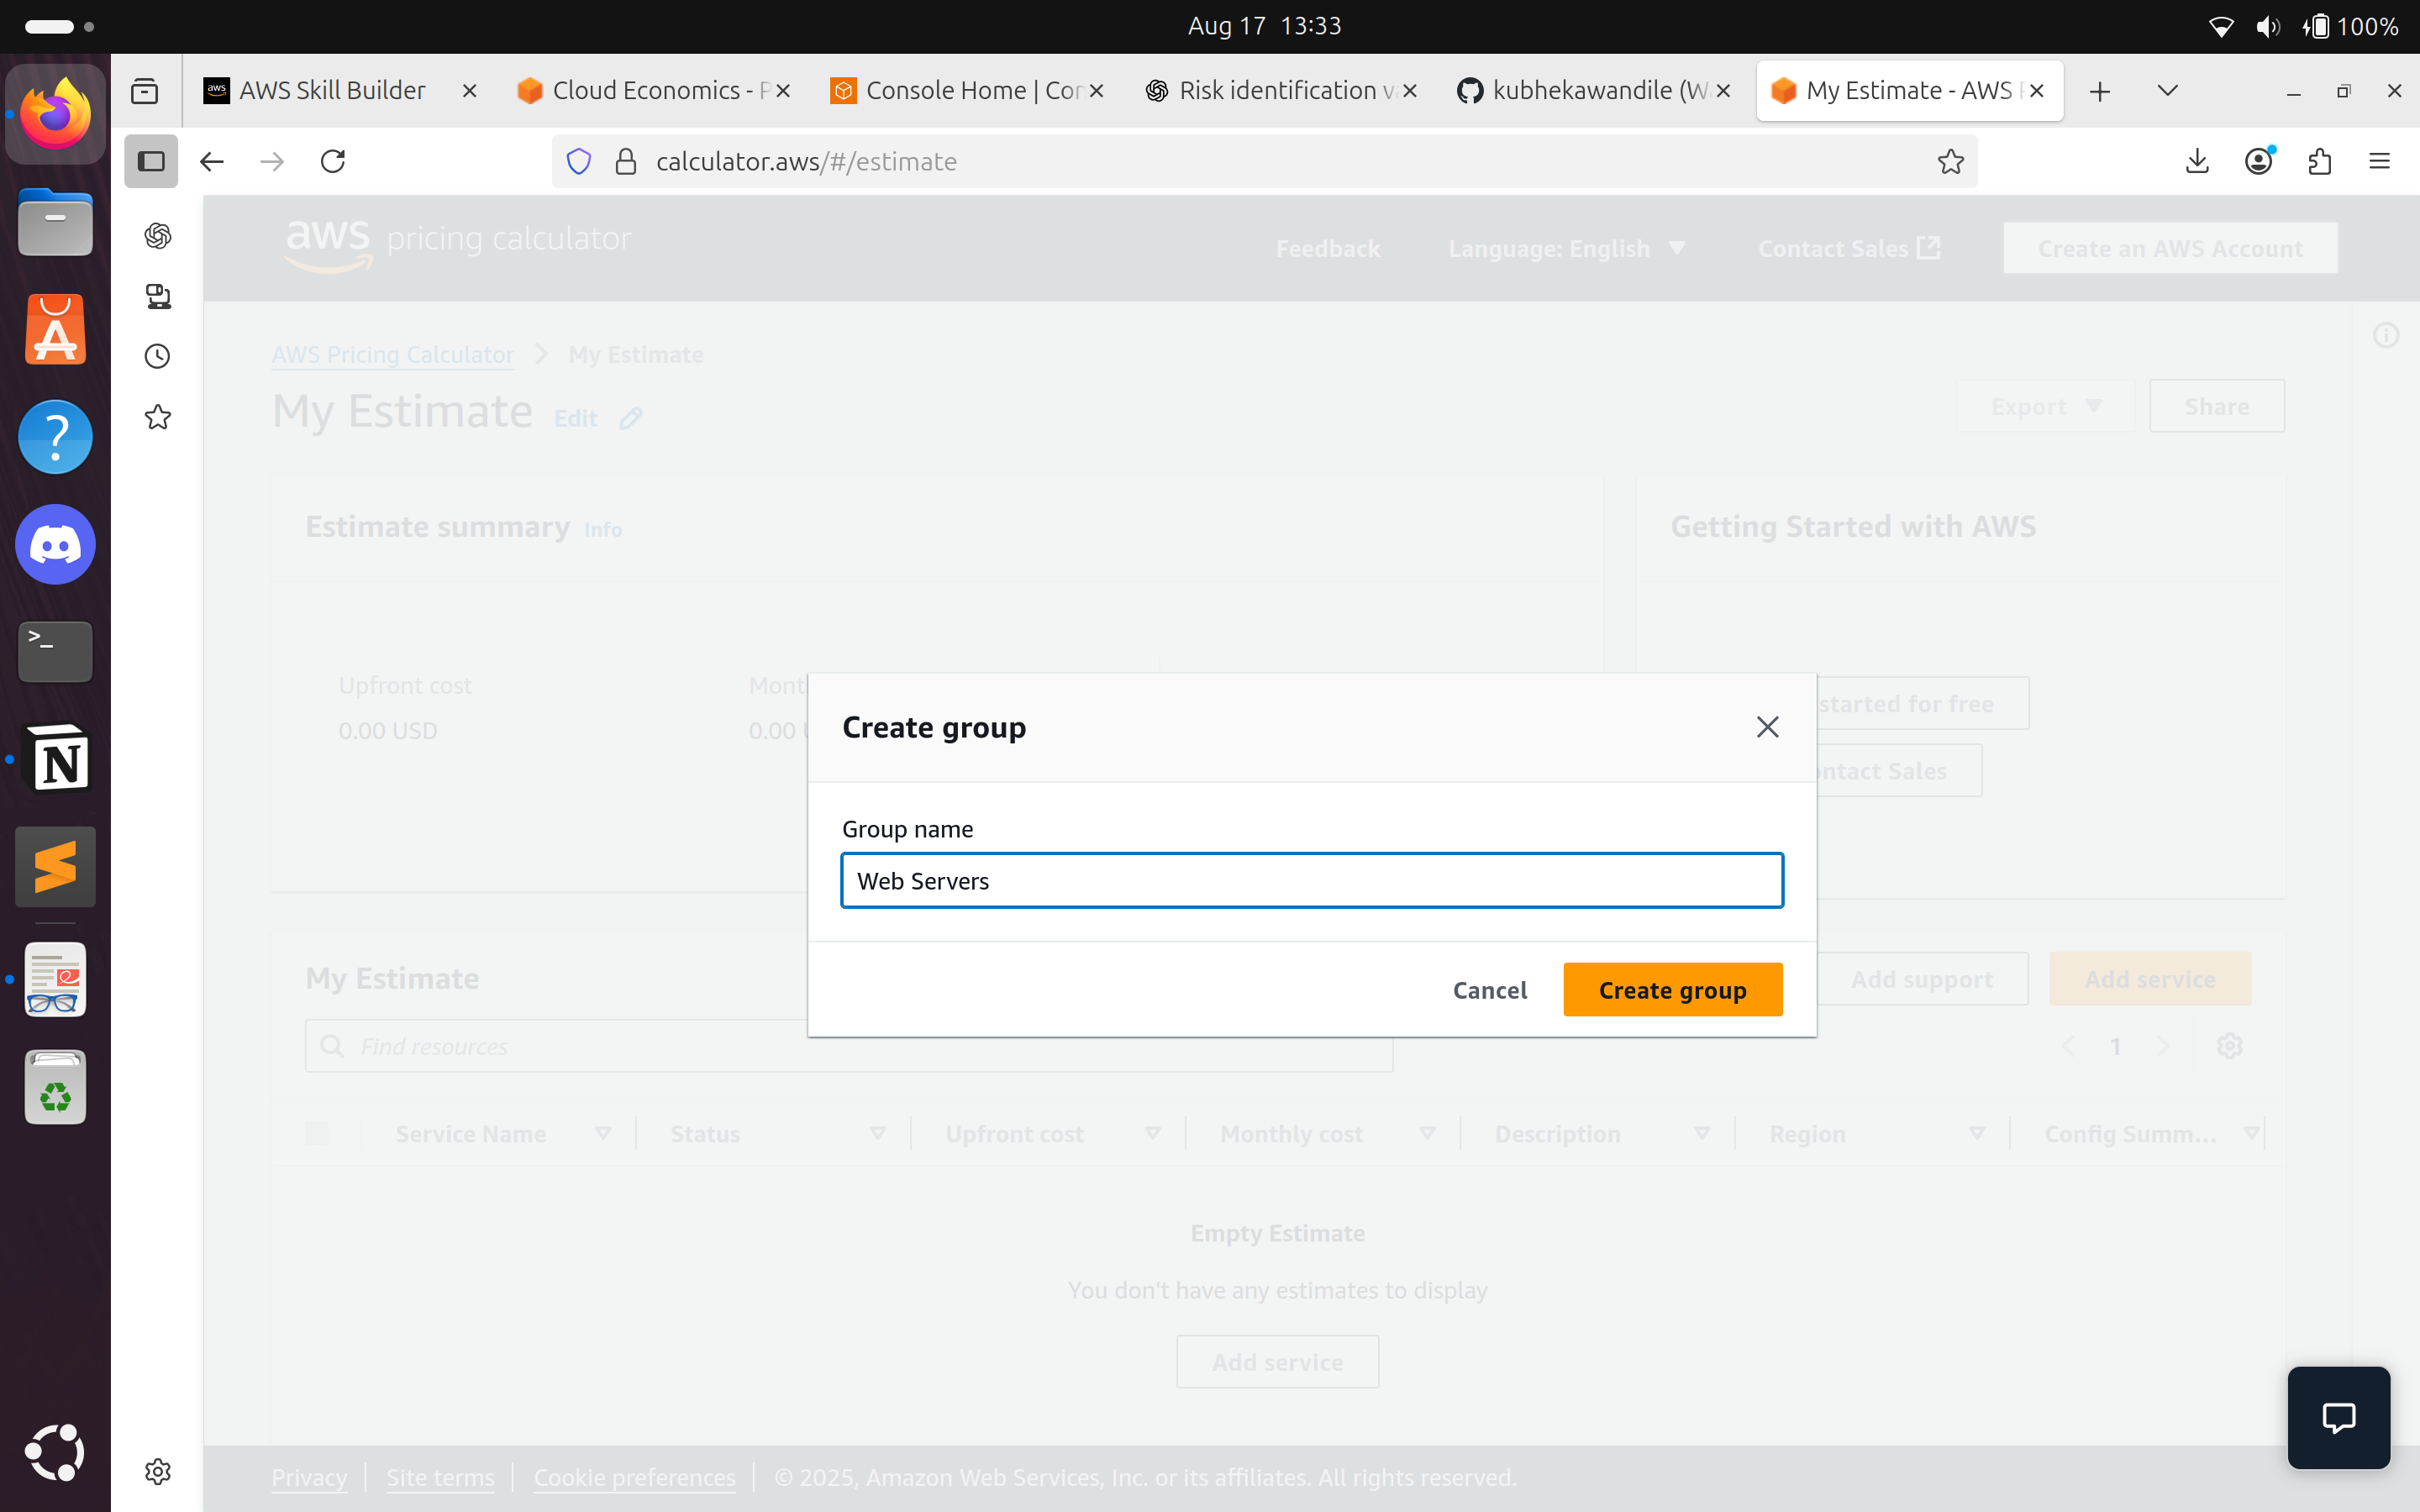 Aug 17 13:33
100%
AWS Skill Builder
Cloud Economics - P
Console Home | Con
Risk identification va
kubhekawandile (Wa
My Estimate - AWS P
calculator.aws/#/estimate
aws pricing calculator
Feedback
Language: English
Contact Sales
Create an AWS Account
AWS Pricing Calculator
My Estimate
My Estimate
Edit
Export
Share
Estimate summary
Info
Getting Started with AWS
Upfront cost
Mont
0.00 USD
0.00 U
started for free
ntact Sales
Create group
Group name
Web Servers
Cancel
Create group
My Estimate
Add support
Add service
Find resources
1
Service Name
Status
Upfront cost
Monthly cost
Description
Region
Config Summ...
Empty Estimate
You don't have any estimates to display
Add service
Privacy
Site terms
Cookie preferences
© 2025, Amazon Web Services, Inc. or its affiliates. All rights reserved.